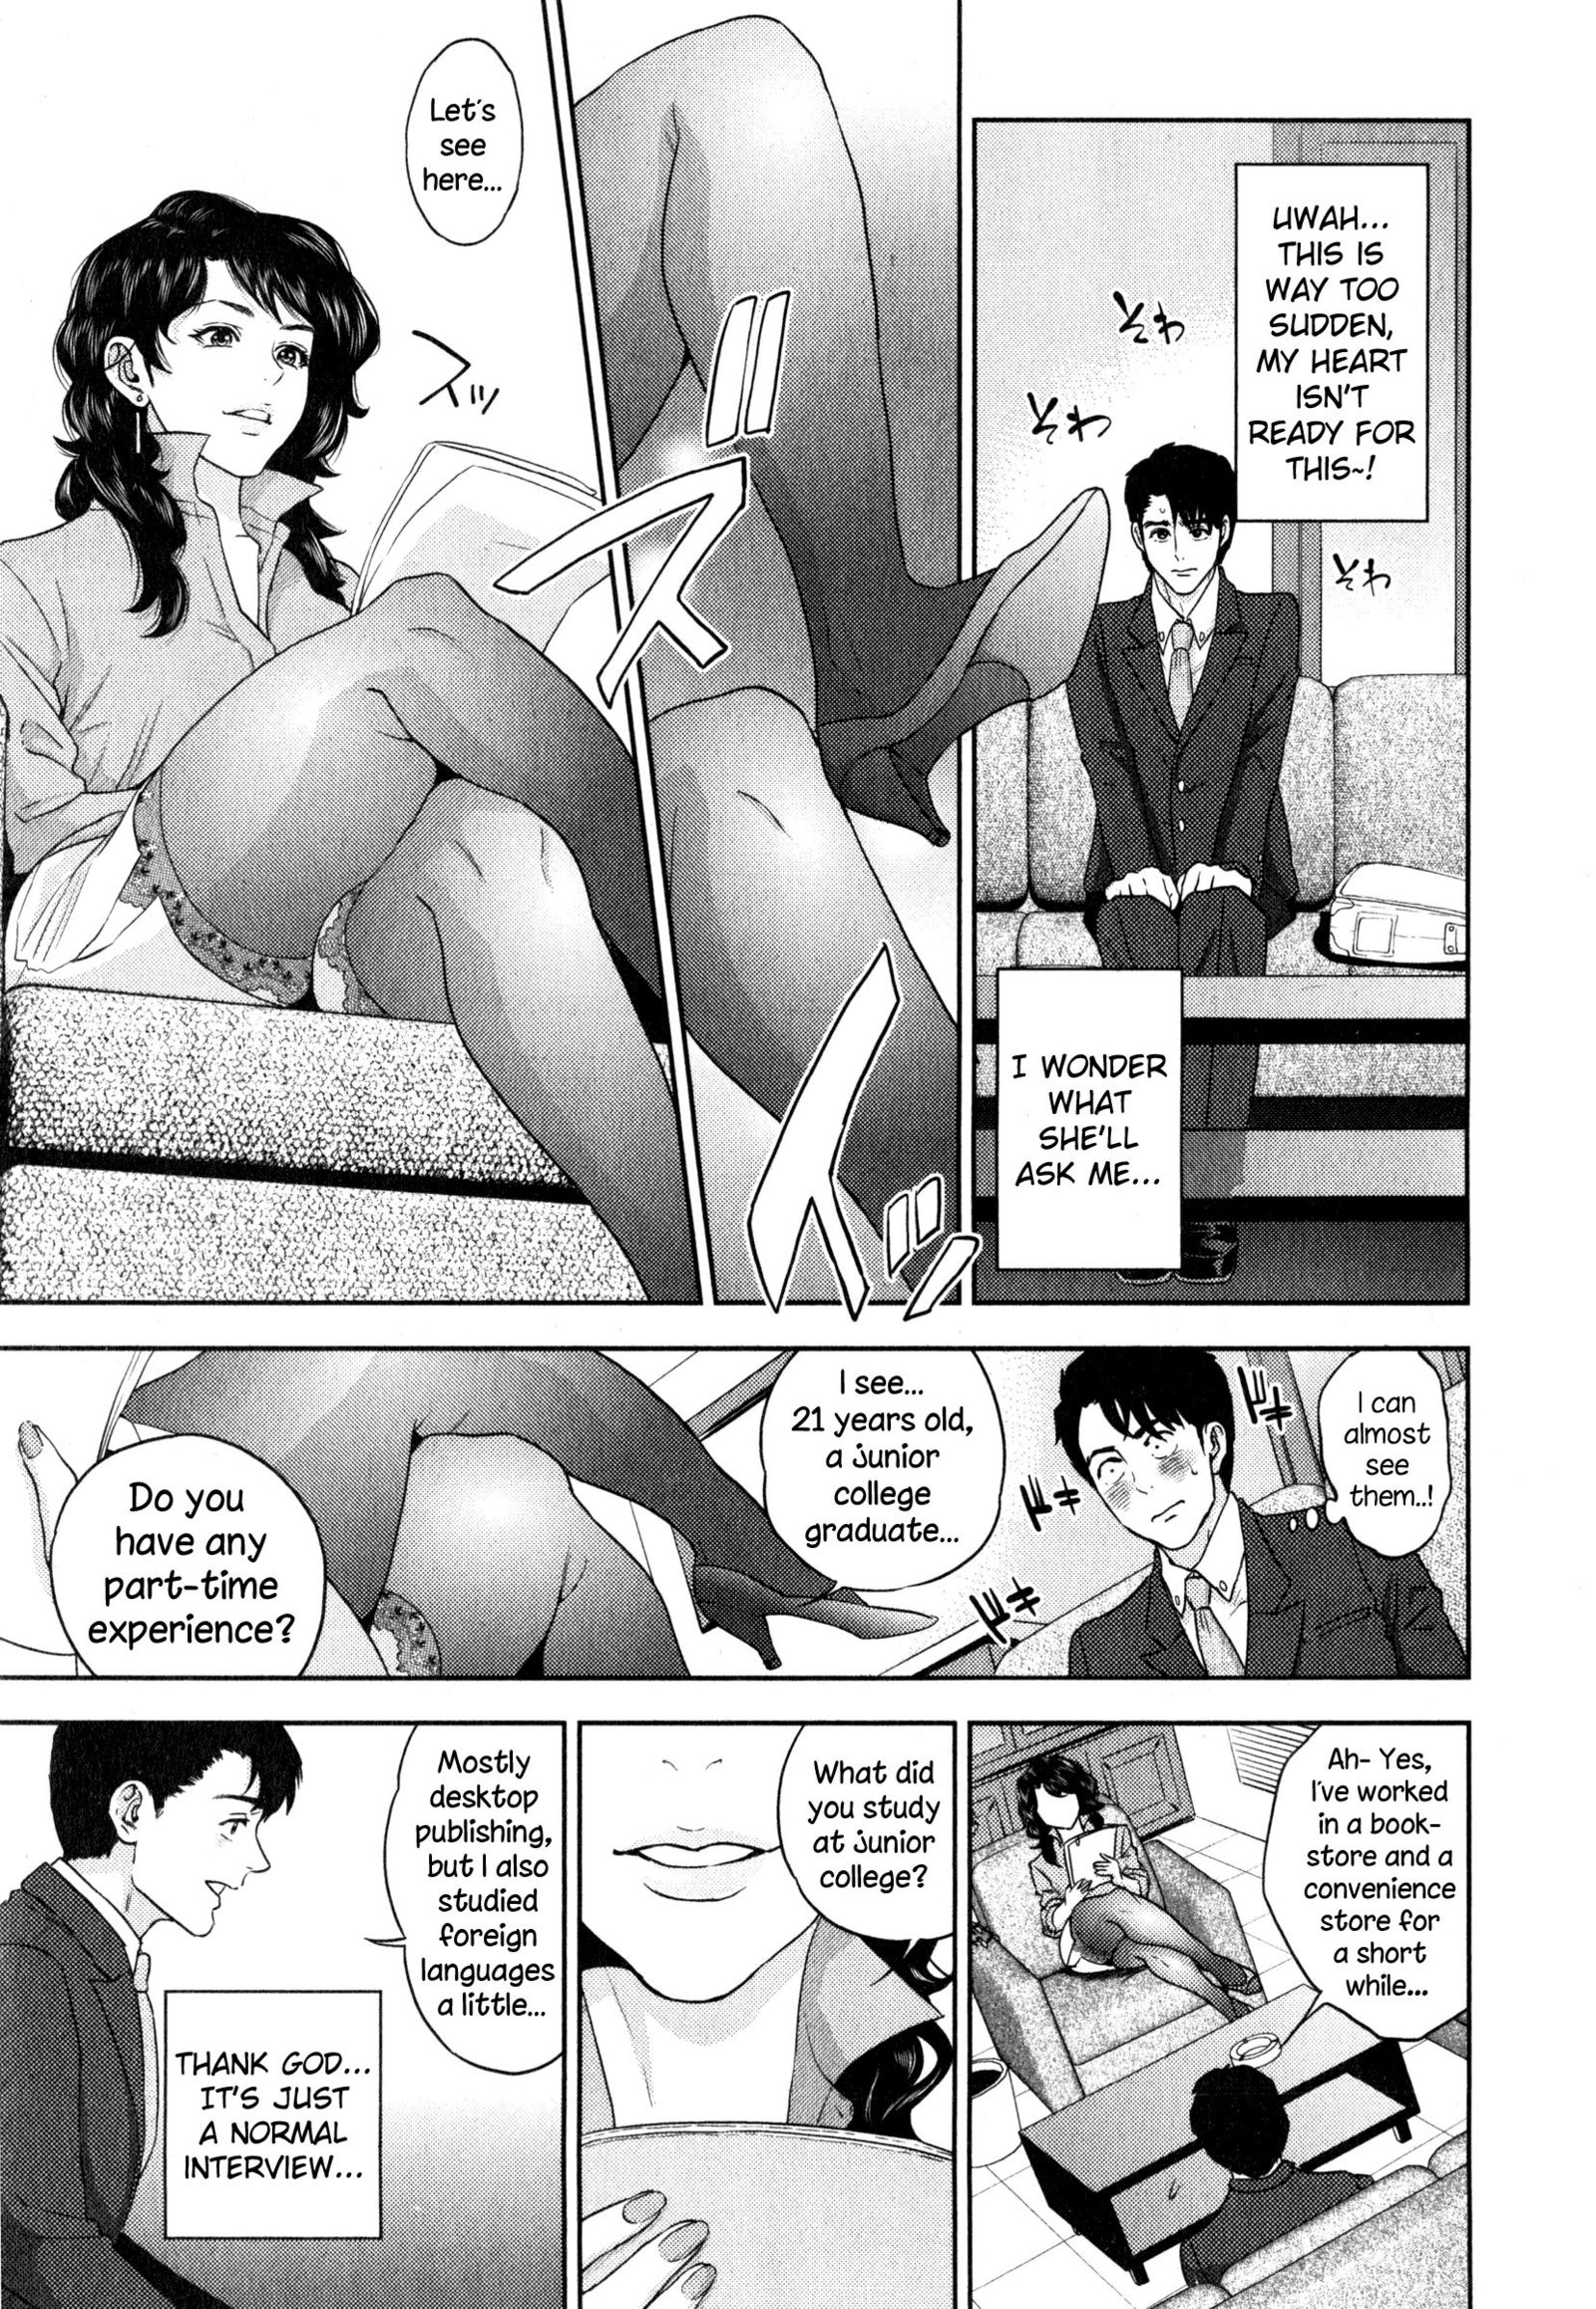 UWAH...
THIS IS
WAY TOO
SUDDEN,
MY HEART
ISN'T
READY FOR
THIS~!
そわ
そわ
そわ
I WONDER
WHAT
SHE'LL
ASK ME...
ズズッ
Let's
see
here...
スッ
I can
almost
see
them..!
ドキ
ドキ
ドキ
I see...
21 years old,
a junior
college
graduate...
Do you
have any
part-time
experience?
Ah- Yes,
I've worked
in a book-
store and a
convenience
store for
a short
while...
What did
you study
at junior
college?
Mostly
desktop
publishing,
but I also
studied
foreign
languages
a little...
THANK GOD...
IT'S JUST
A NORMAL
INTERVIEW...